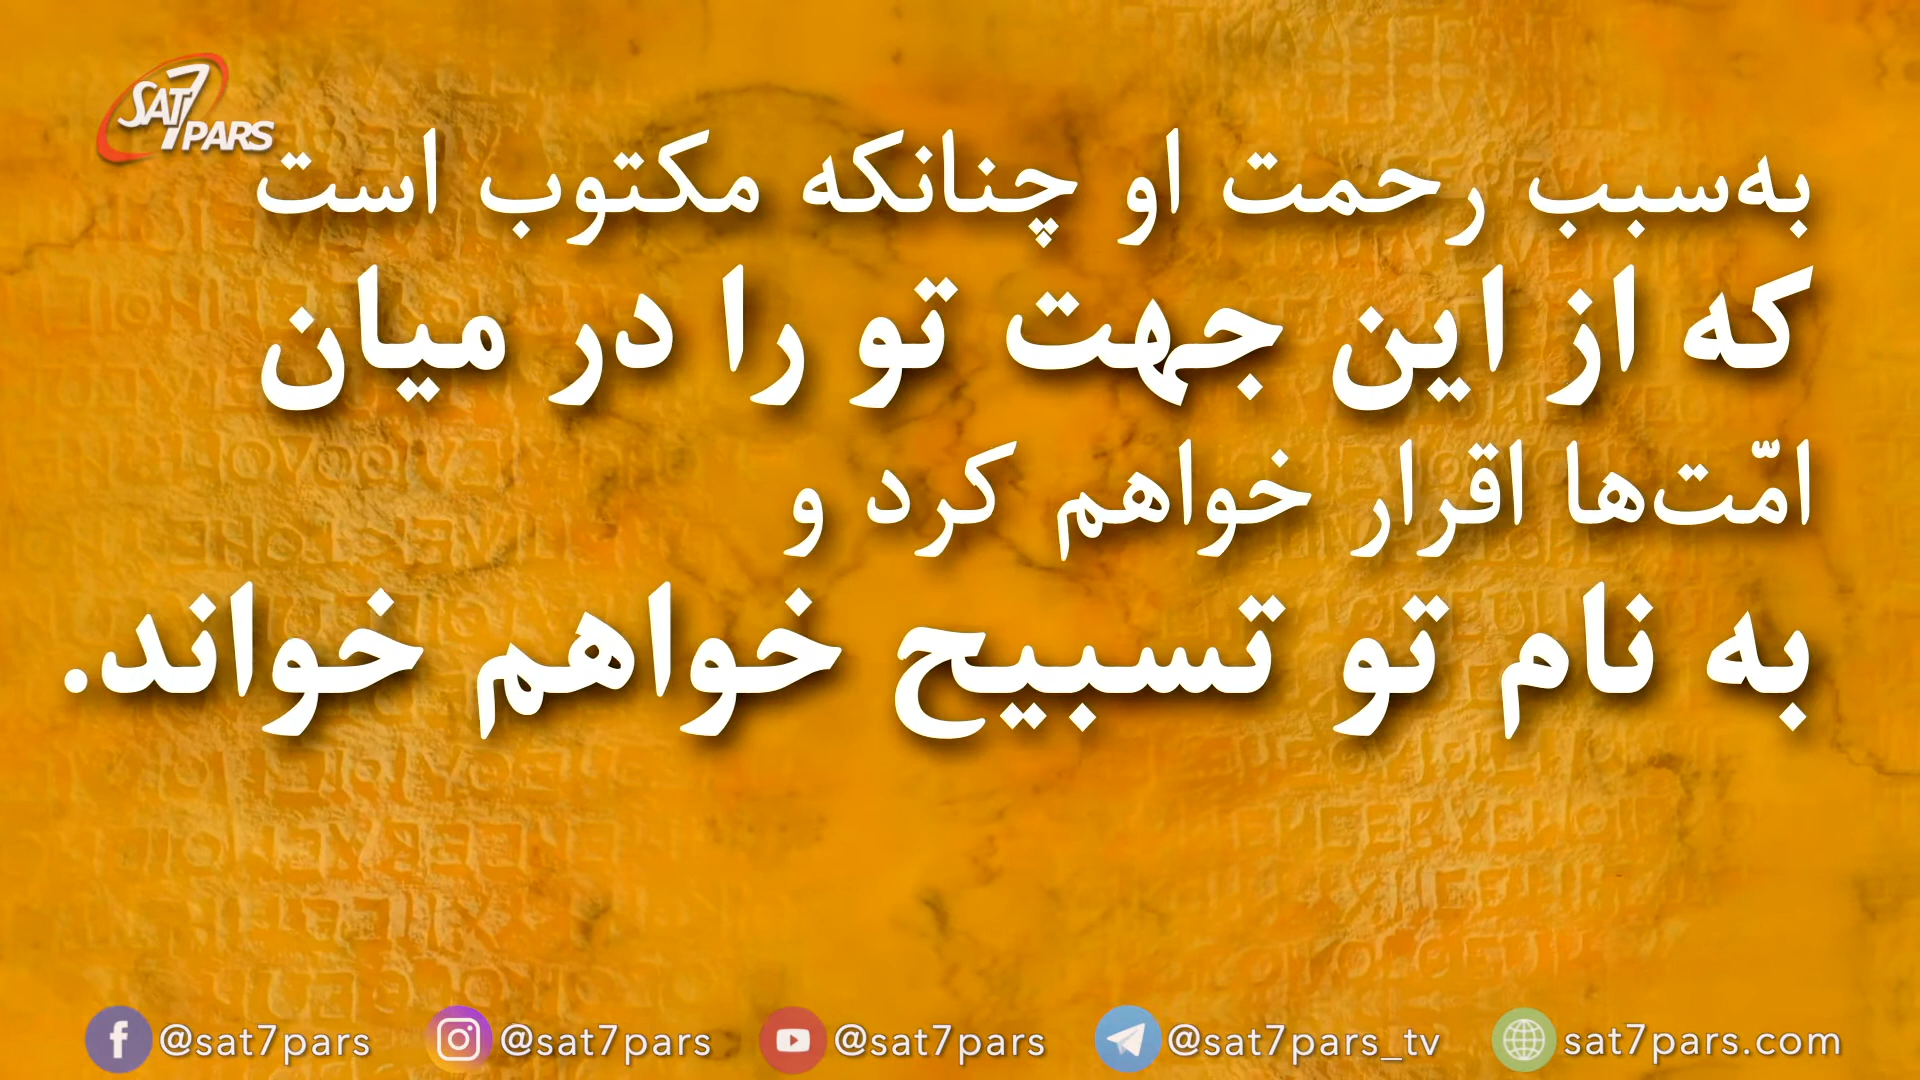 SAT7 PARS
به‌سبب رحمت او چنانکه مکتوب است
که از این جهت تو را در میان
امّت‌ها اقرار خواهم کرد و
به نام تو تسبیح خواهم خواند.
@sat7pars @sat7pars @sat7pars @sat7pars_tv sat7pars.com